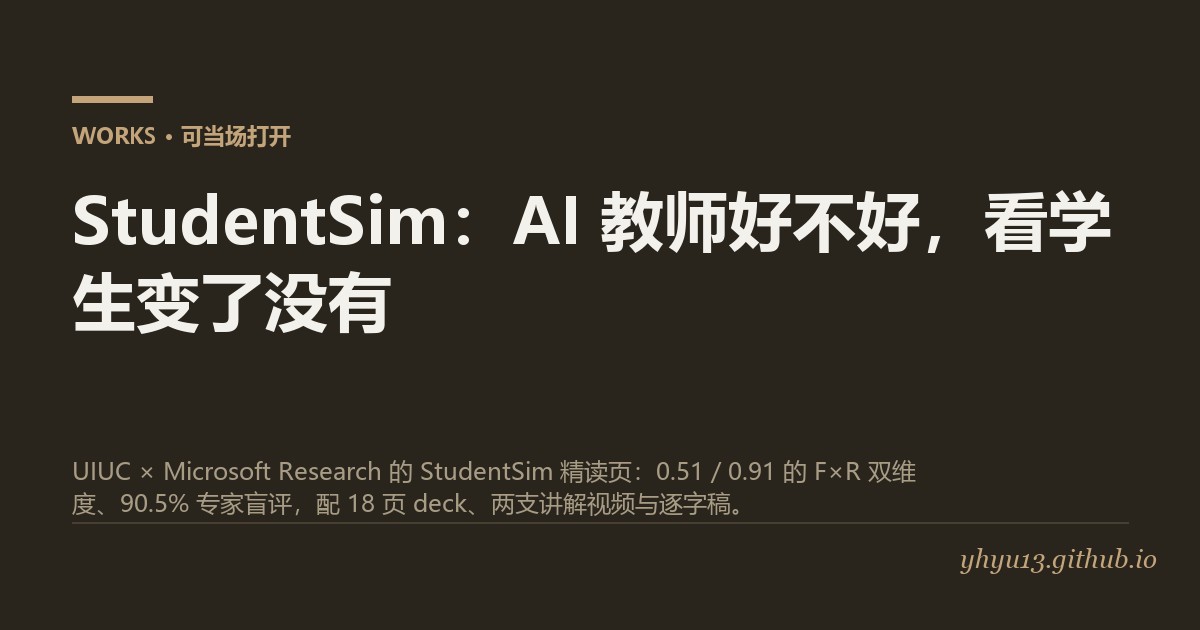 WORKS • 可当场打开
StudentSim：AI 教师好不好，看学
生变了没有
UIUC × Microsoft Research 的 StudentSim 精读页：0.51 / 0.91 的 F×R 双维
度、90.5% 专家盲评，配 18 页 deck、两支讲解视频与逐字稿。
yhyu13.github.io